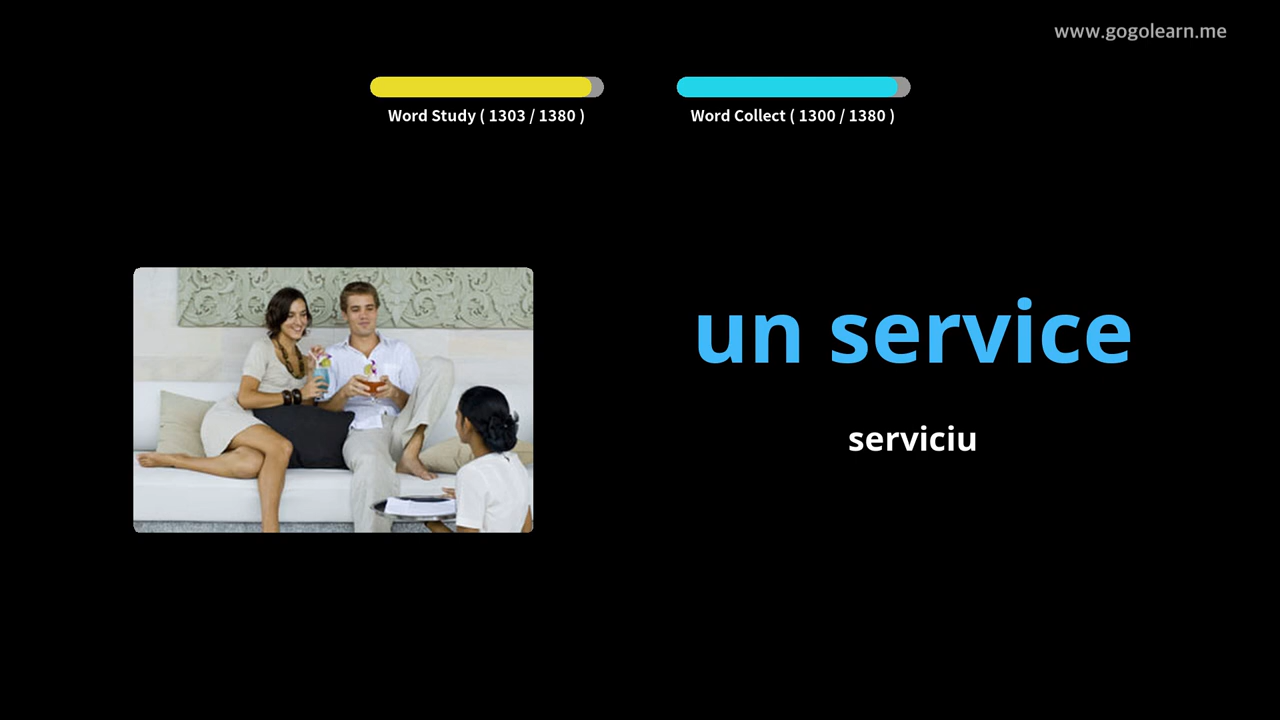 www.gogolearn.me
Word Study ( 1303 / 1380 )
Word Collect ( 1300 / 1380 )
un service
serviciu